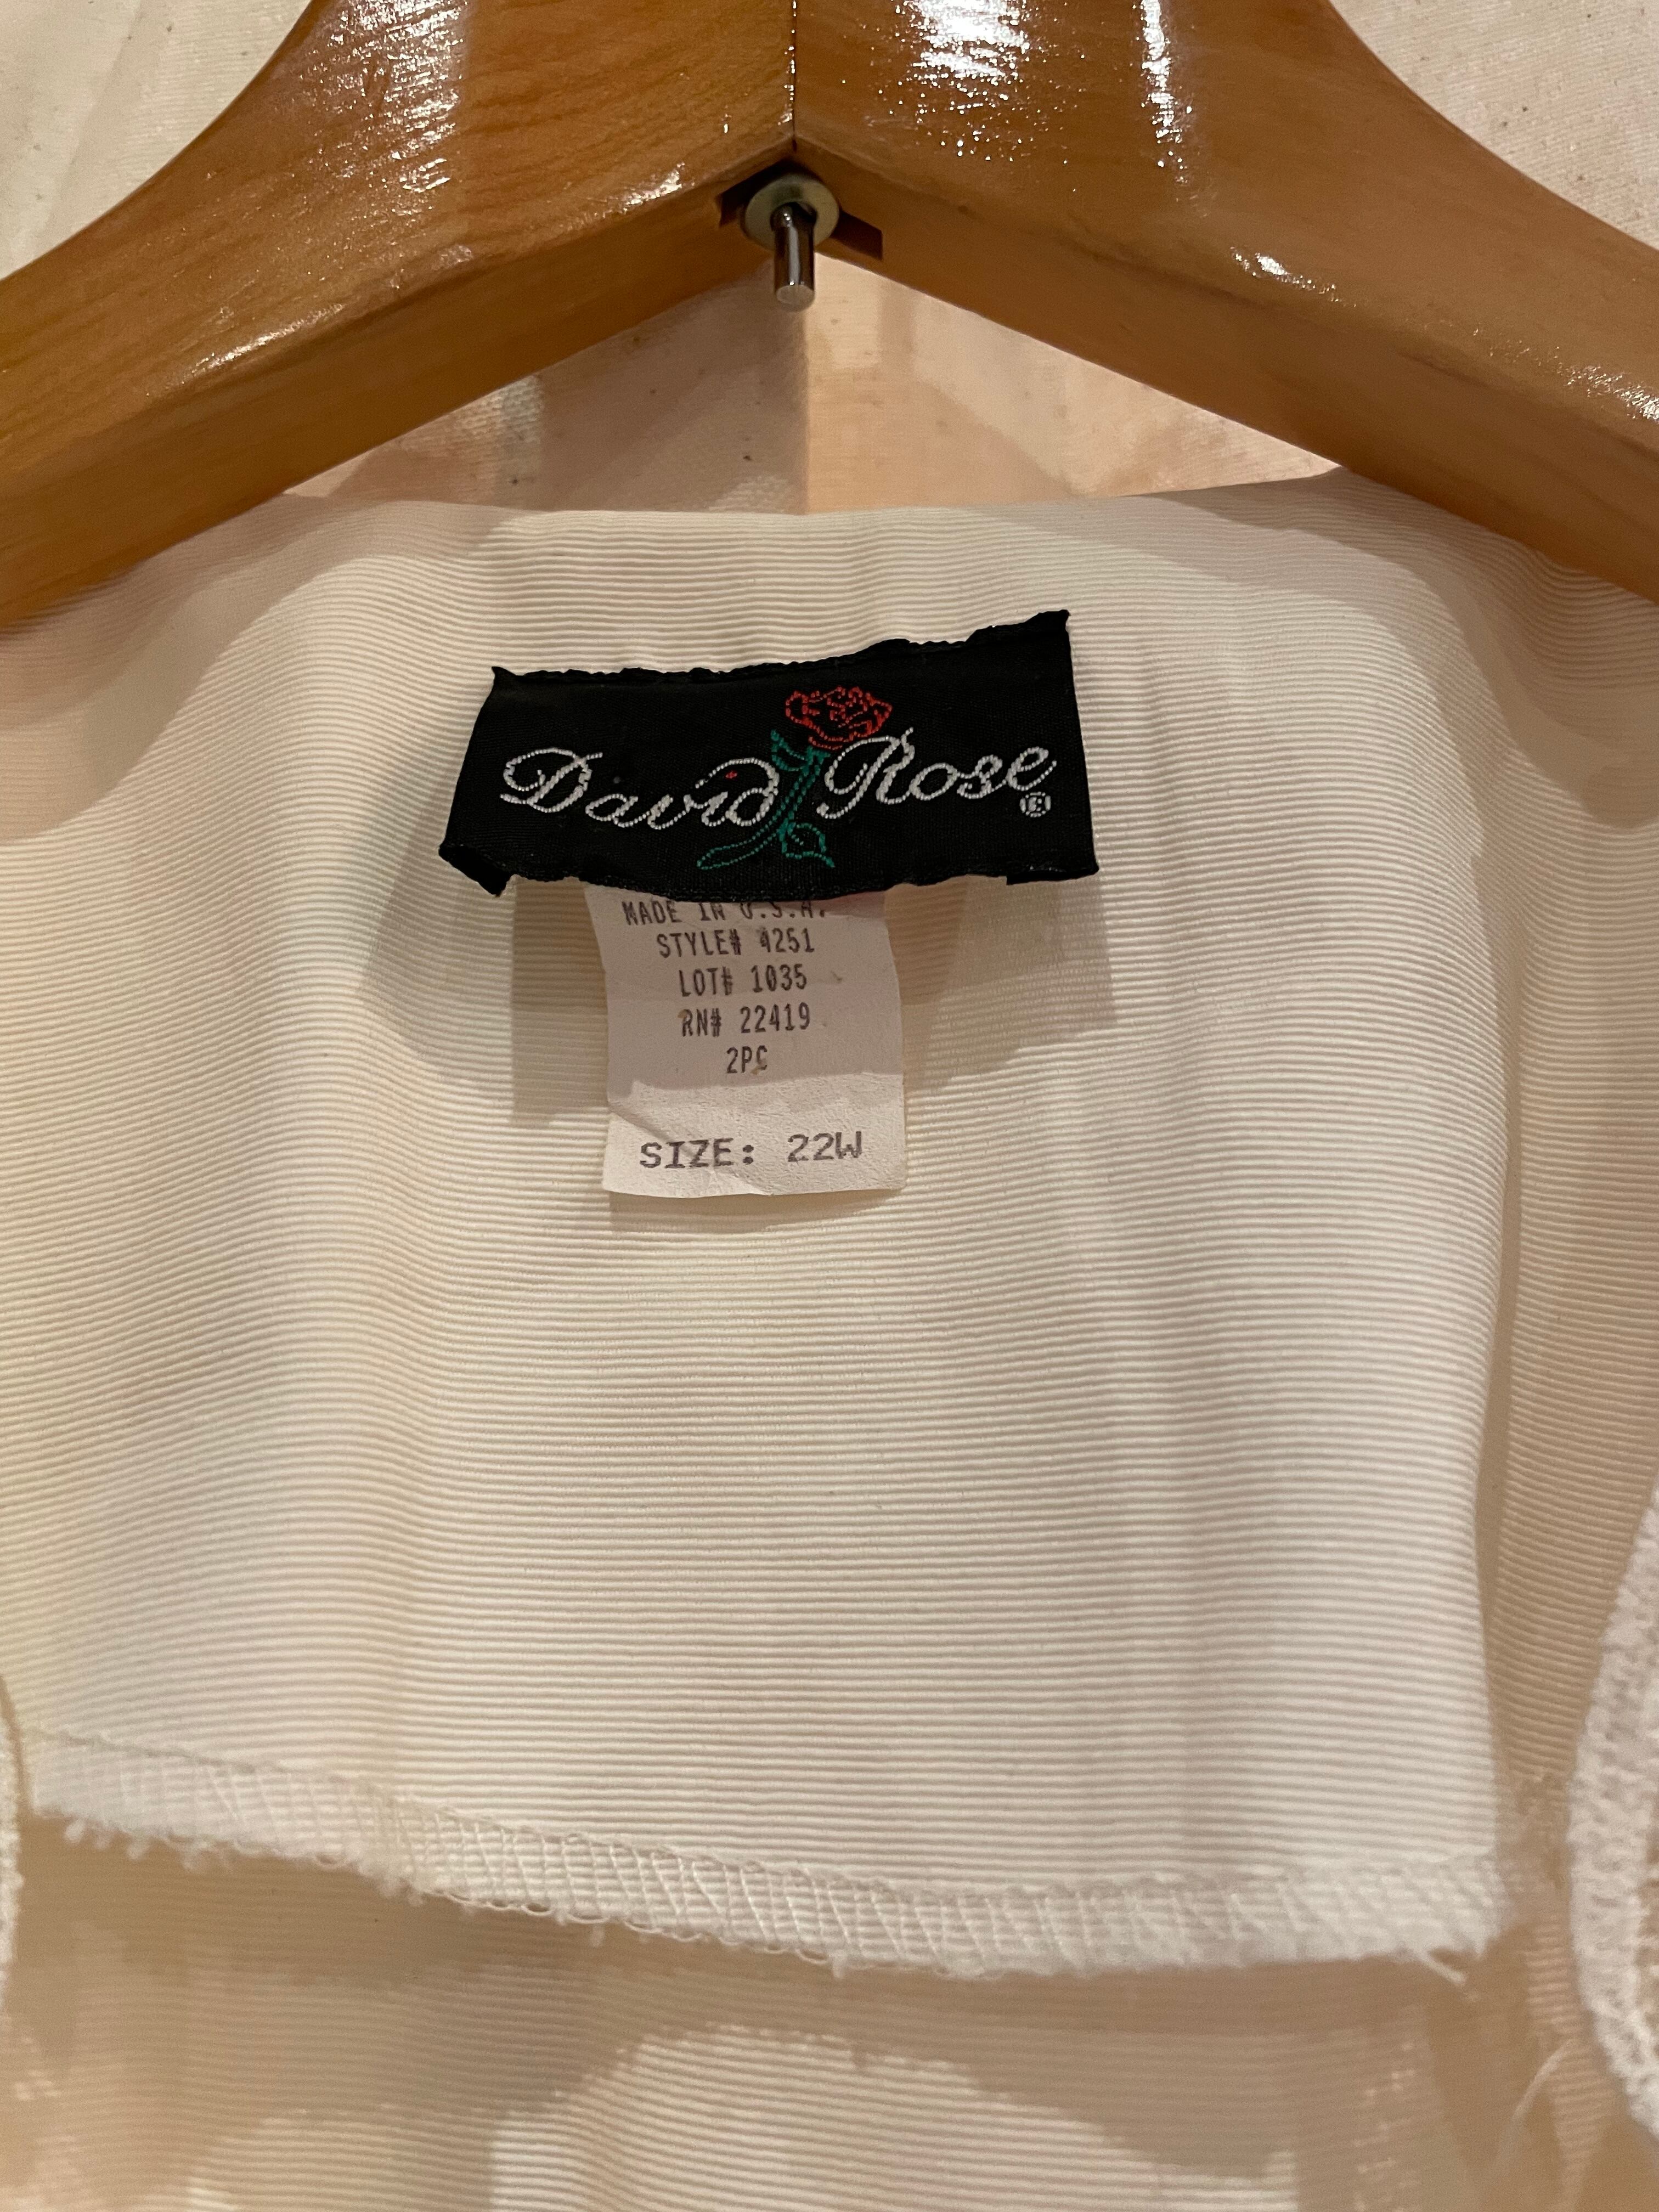 David Rose ®
MADE IN U.S.A.
STYLE# 4251
LOT# 1035
RN# 22419
2PC
SIZE: 22W